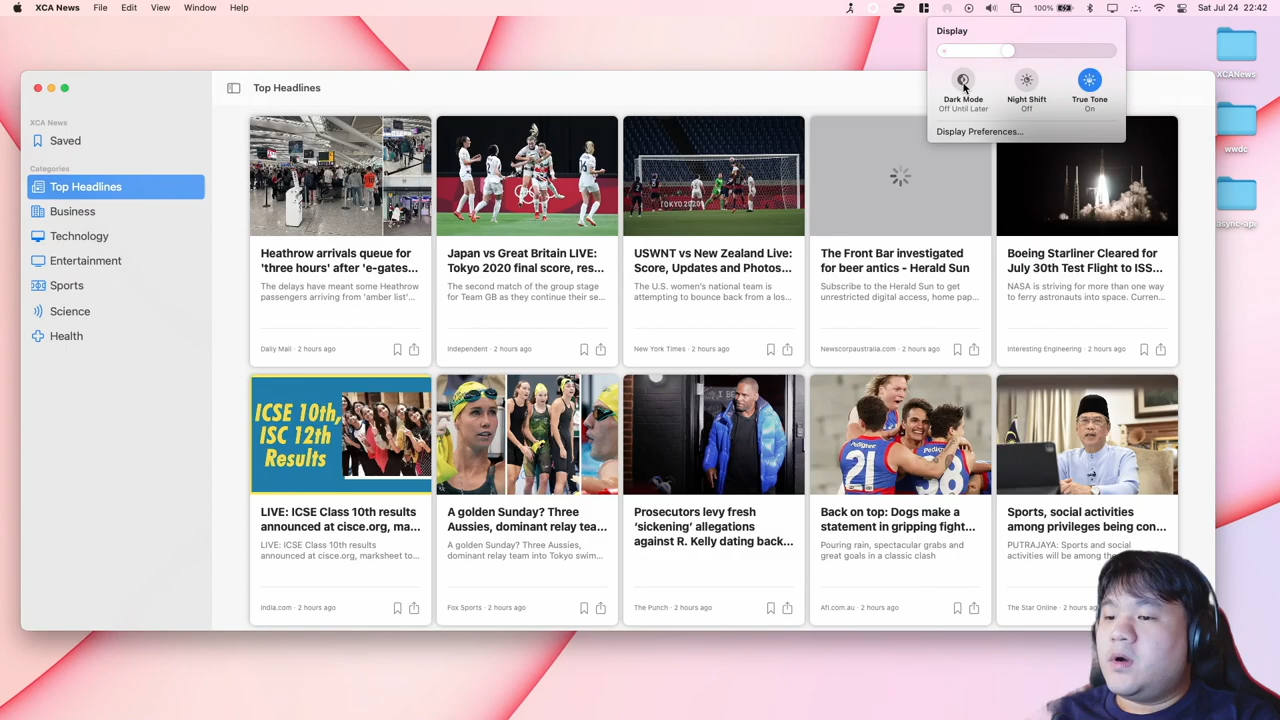 XCA News File Edit View Window Help
100%
Sat Jul 24 22:42
Display
Dark Mode
Off Until Later
Night Shift
Off
True Tone
On
Display Preferences...
XCANews
wwdc
async-api
XCA News
Saved
Categories
Top Headlines
Business
Technology
Entertainment
Sports
Science
Health
Top Headlines
Heathrow arrivals queue for
'three hours' after 'e-gates...
The delays have meant some Heathrow
passengers arriving from 'amber list'...
Daily Mail · 2 hours ago
TOKYO 2020
Japan vs Great Britain LIVE:
Tokyo 2020 final score, res...
The second match of the group stage
for Team GB as they continue their se...
Independent · 2 hours ago
USWNT vs New Zealand Live:
Score, Updates and Photos...
The U.S. women's national team is
attempting to bounce back from a los...
New York Times · 2 hours ago
The Front Bar investigated
for beer antics - Herald Sun
Subscribe to the Herald Sun to get
unrestricted digital access, home pap...
Newscorpaustralia.com · 2 hours ago
Boeing Starliner Cleared for
July 30th Test Flight to ISS...
NASA is striving for more than one way
to ferry astronauts into space. Curren...
Interesting Engineering · 2 hours ago
ICSE 10th,
ISC 12th
Results
LIVE: ICSE Class 10th results
announced at cisce.org, ma...
LIVE: ICSE Class 10th results
announced at cisce.org, marksheet to...
India.com · 2 hours ago
A golden Sunday? Three
Aussies, dominant relay tea...
A golden Sunday? Three Aussies,
dominant relay team into Tokyo swim...
Fox Sports · 2 hours ago
Prosecutors levy fresh
‘sickening’ allegations
against R. Kelly dating back...
The Punch · 2 hours ago
21
Back on top: Dogs make a
statement in gripping fight...
Pouring rain, spectacular grabs and
great goals in a classic clash
Afl.com.au · 2 hours ago
Sports, social activities
among privileges being con...
PUTRAJAYA: Sports and social
activities will be among the
The Star Online · 2 hours ago